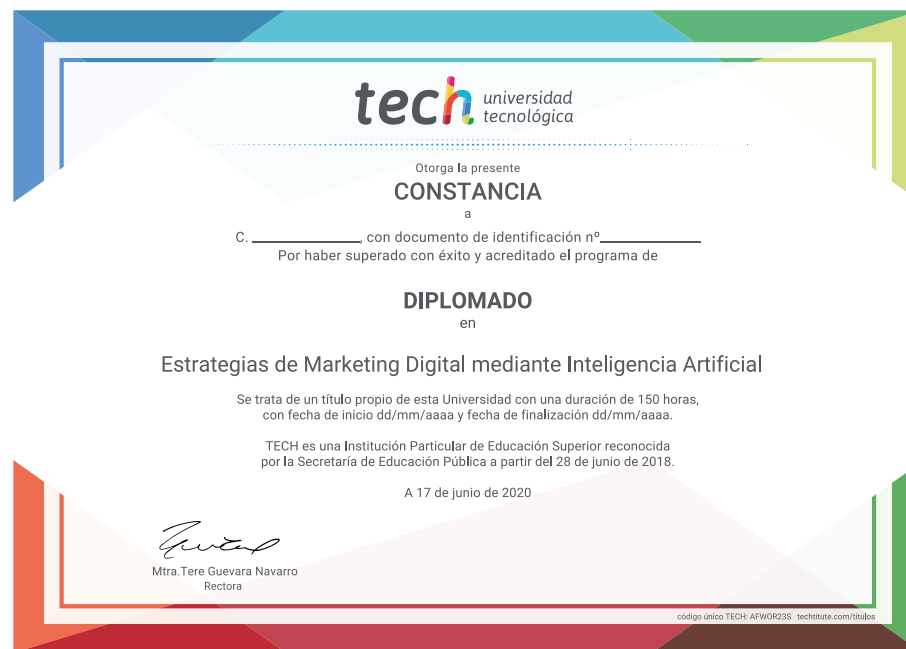 tech universidad
tecnológica
Otorga la presente
CONSTANCIA
a
C. ____________, con documento de identificación nº____________
Por haber superado con éxito y acreditado el programa de
DIPLOMADO
en
Estrategias de Marketing Digital mediante Inteligencia Artificial
Se trata de un título propio de esta Universidad con una duración de 150 horas,
con fecha de inicio dd/mm/aaaa y fecha de finalización dd/mm/aaaa.
TECH es una Institución Particular de Educación Superior reconocida
por la Secretaría de Educación Pública a partir del 28 de junio de 2018.
A 17 de junio de 2020
Mtra.Tere Guevara Navarro
Rectora
código único TECH: AFWOR23S techtitute.com/titulos